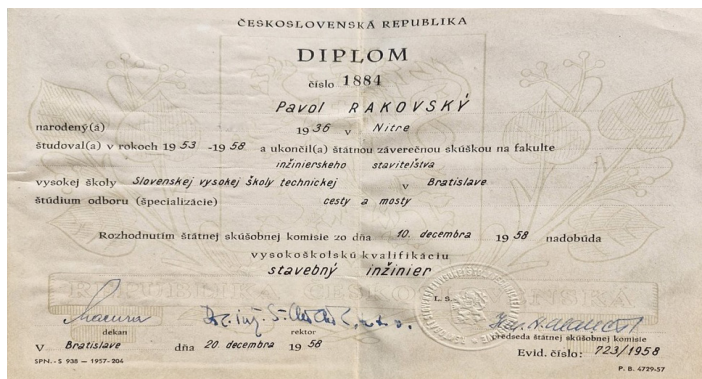 ČESKOSLOVENSKÁ REPUBLIKA
DIPLOM
číslo 1884
Pavol RAKOVSKÝ
narodený(á) 1936 v Nitre
študoval(a) v rokoch 1953 -1958 a ukončil(a) štátnou záverečnou skúškou na fakulte
inžinierskeho staviteľstva
vysokej školy Slovenskej vysokej školy technickej v Bratislave
štúdium odboru (špecializácie) cesty a mosty
Rozhodnutím štátnej skúšobnej komisie zo dňa 10. decembra 1958 nadobúda
vysokoškolskú kvalifikáciu
stavebný inžinier
L. S.
dekan
rektor
predseda štátnej skúšobnej komisie
V Bratislave dňa 20 decembra 1958
Evid. číslo: 723/1958
SPN. - S 938 — 1957-204
P. B. 4729-57